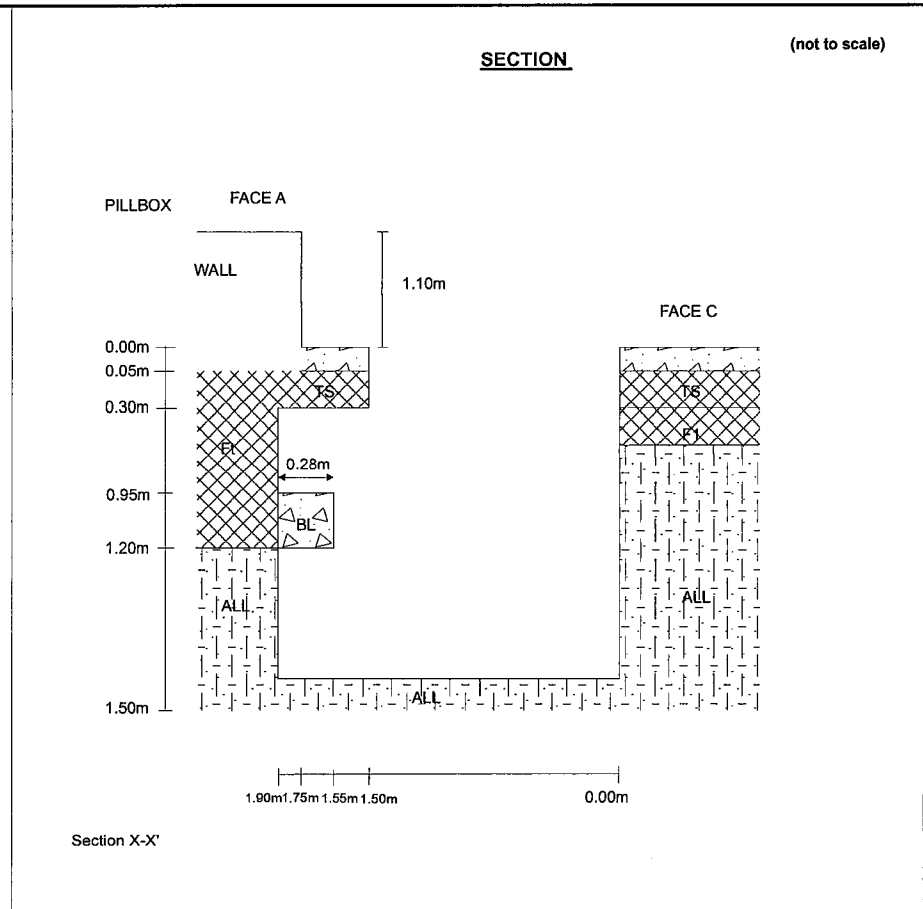 (not to scale)
SECTION
PILLBOX
FACE A
WALL
1.10m
FACE C
0.00m
0.05m
TS
TS
0.30m
F1
Ft
0.28m
0.95m
BL
1.20m
ALL
ALL
ALL
1.50m
1.90m 1.75m 1.55m 1.50m
0.00m
Section X-X'